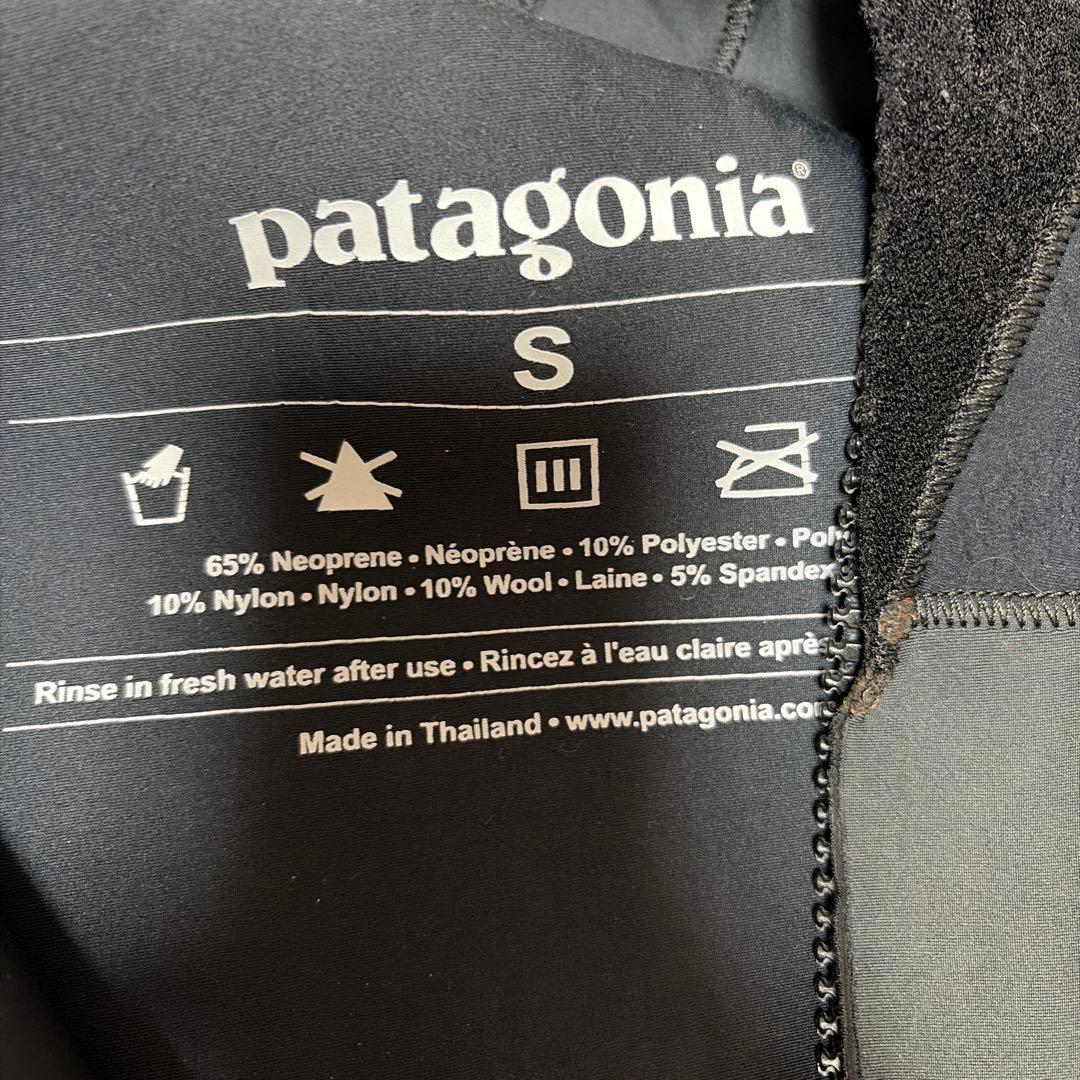 patagonia®
S
65% Neoprene • Néoprène • 10% Polyester •
10% Nylon • Nylon • 10% Wool • Laine • 5% Spandex
Rinse in fresh water after use • Rincez à l'eau claire après
Made in Thailand • www.patagonia.com